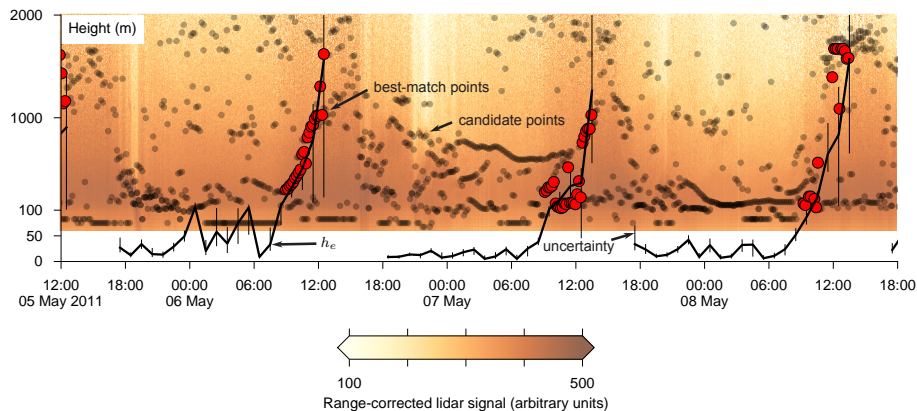 2000
Height (m)
best-match points
1000
candidate points
100
50
0
h_e
uncertainty
12:00 18:00 00:00 06:00 12:00 18:00 00:00 06:00 12:00 18:00 00:00 06:00 12:00 18:00
05 May 2011 06 May 07 May 08 May
100 500
Range-corrected lidar signal (arbitrary units)